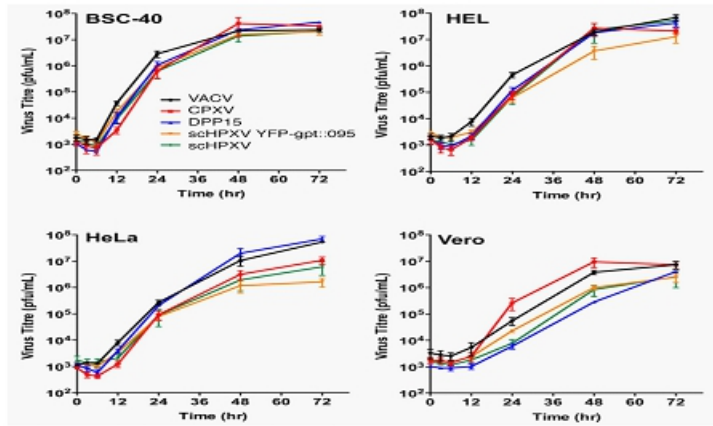 BSC-40
Virus Titre (pfu/mL)
10⁸
10⁷
10⁶
10⁵
10⁴
10³
10²
VACV
CPXV
DPP15
scHPXV YFP-gpt::095
scHPXV
0 12 24 36 48 60 72
Time (hr)
HEL
Virus Titre (pfu/mL)
10⁸
10⁷
10⁶
10⁵
10⁴
10³
10²
0 12 24 36 48 60 72
Time (hr)
HeLa
Virus Titre (pfu/mL)
10⁸
10⁷
10⁶
10⁵
10⁴
10³
10²
0 12 24 36 48 60 72
Time (hr)
Vero
Virus Titre (pfu/mL)
10⁸
10⁷
10⁶
10⁵
10⁴
10³
10²
0 12 24 36 48 60 72
Time (hr)